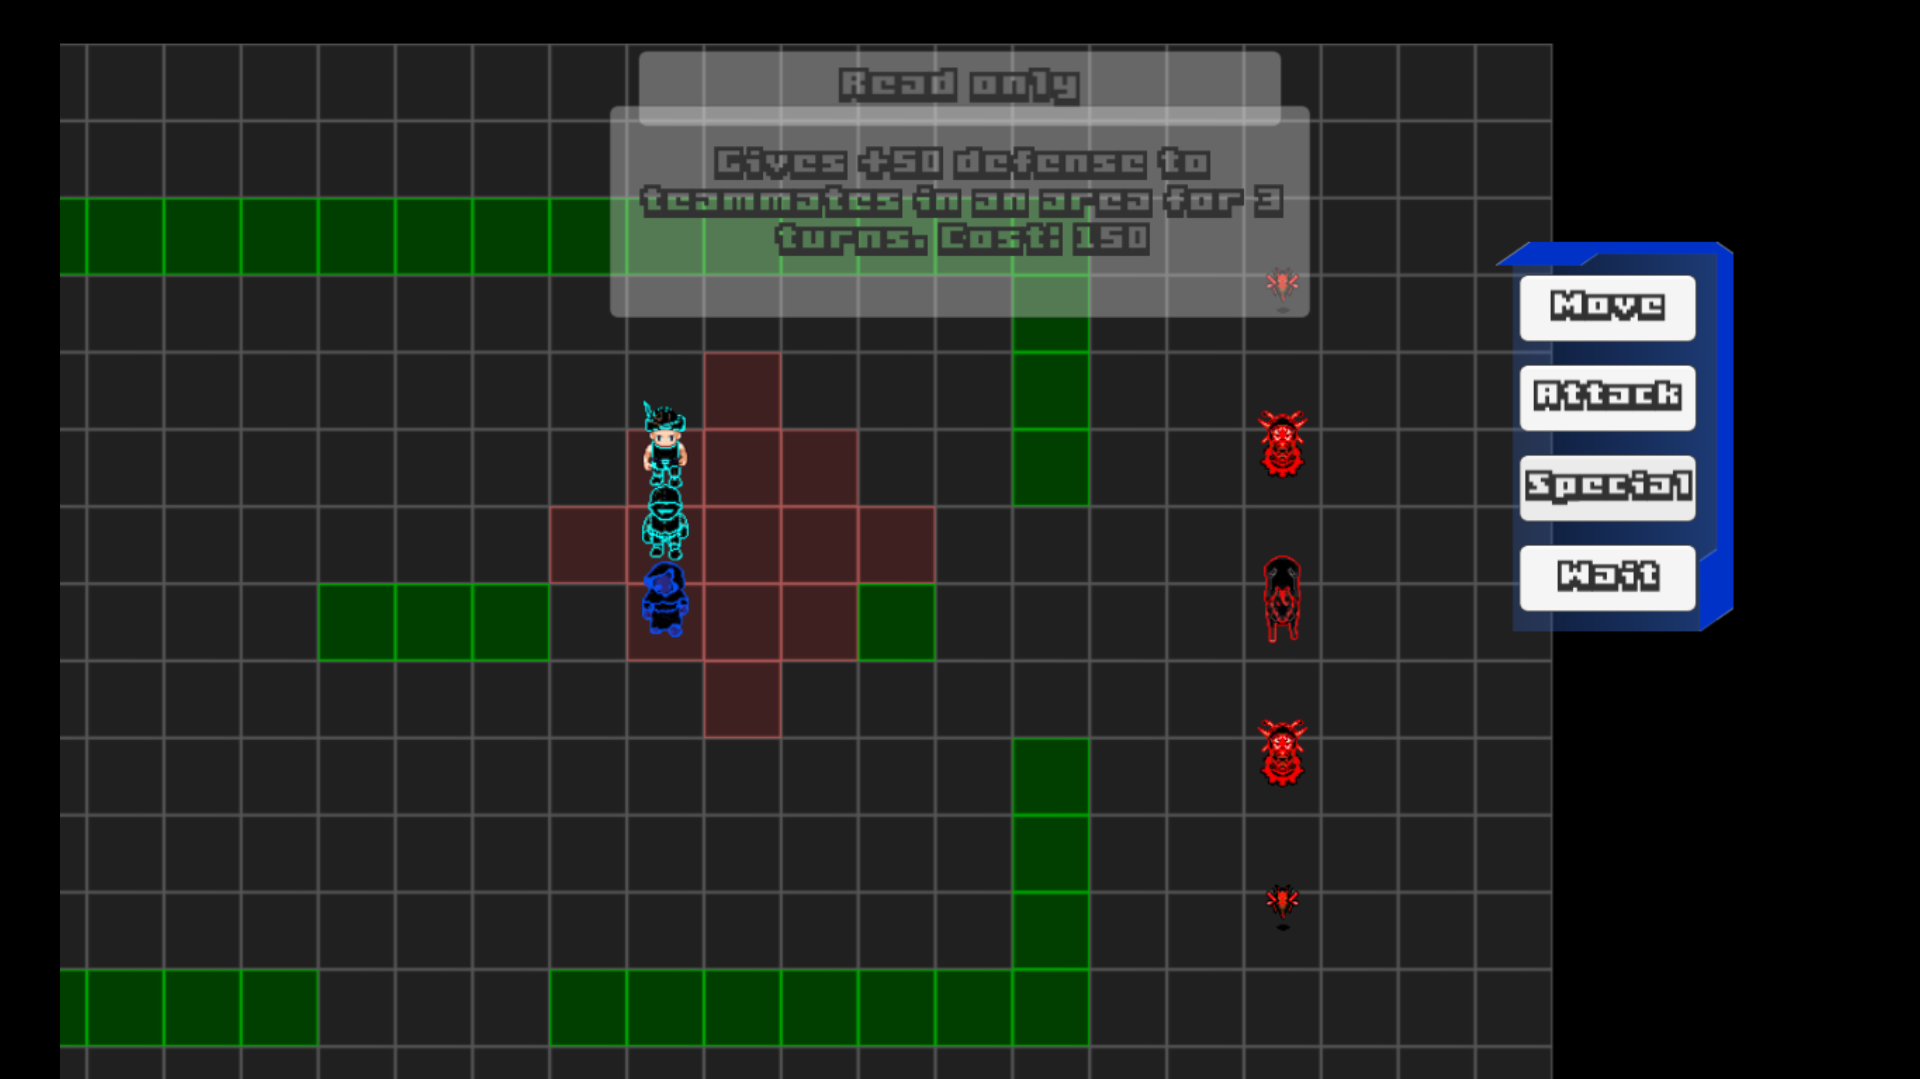 Read only
Gives +50 defense to
teammates in an area for 3
turns. Cost: 150
Move
Attack
Special
Wait